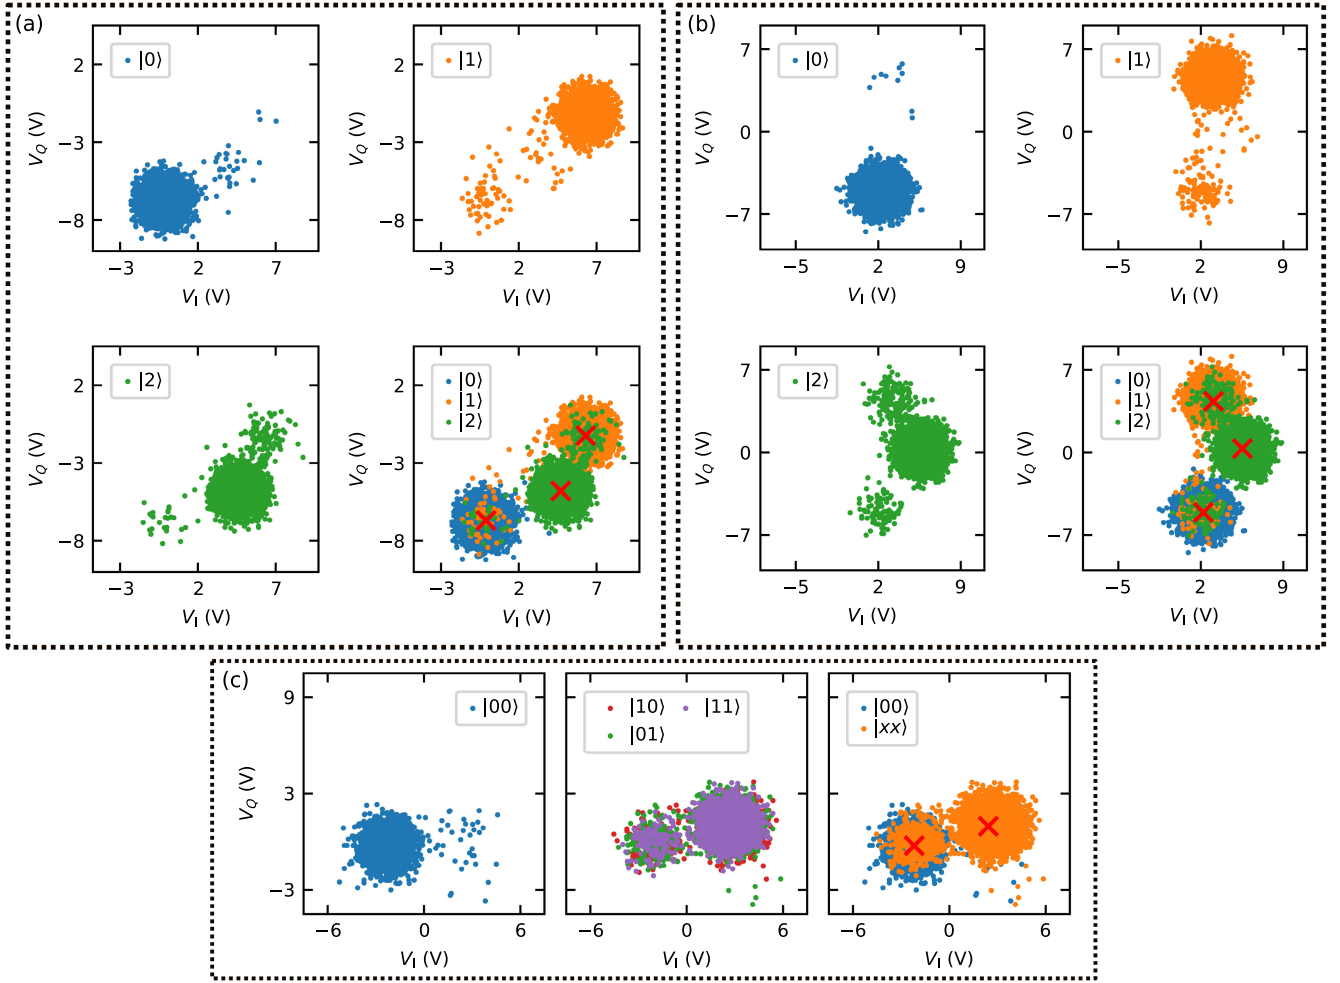 (a)
|0⟩
2
−3
−8
V_Q (V)
−3 2 7
V_I (V)
|1⟩
2
−3
−8
V_Q (V)
−3 2 7
V_I (V)
|2⟩
2
−3
−8
V_Q (V)
−3 2 7
V_I (V)
|0⟩
|1⟩
|2⟩
2
−3
−8
V_Q (V)
−3 2 7
V_I (V)
(b)
|0⟩
7
0
−7
V_Q (V)
−5 2 9
V_I (V)
|1⟩
7
0
−7
V_Q (V)
−5 2 9
V_I (V)
|2⟩
7
0
−7
V_Q (V)
−5 2 9
V_I (V)
|0⟩
|1⟩
|2⟩
7
0
−7
V_Q (V)
−5 2 9
V_I (V)
(c)
|00⟩
9
3
−3
V_Q (V)
−6 0 6
V_I (V)
|10⟩ |11⟩
|01⟩
−6 0 6
V_I (V)
|00⟩
|xx⟩
−6 0 6
V_I (V)